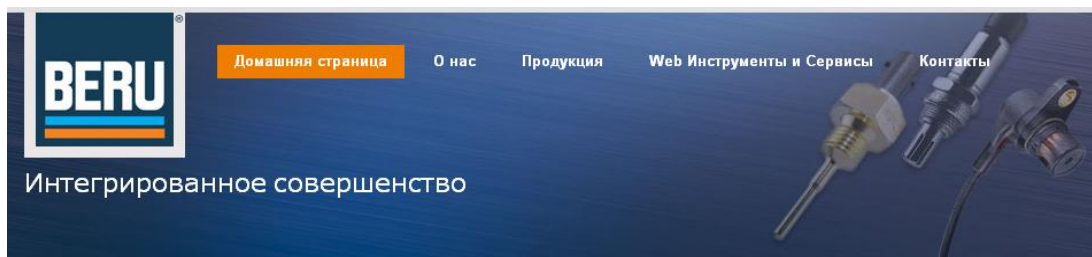 ®
BERU
Домашняя страница О нас Продукция Web Инструменты и Сервисы Контакты
Интегрированное совершенство